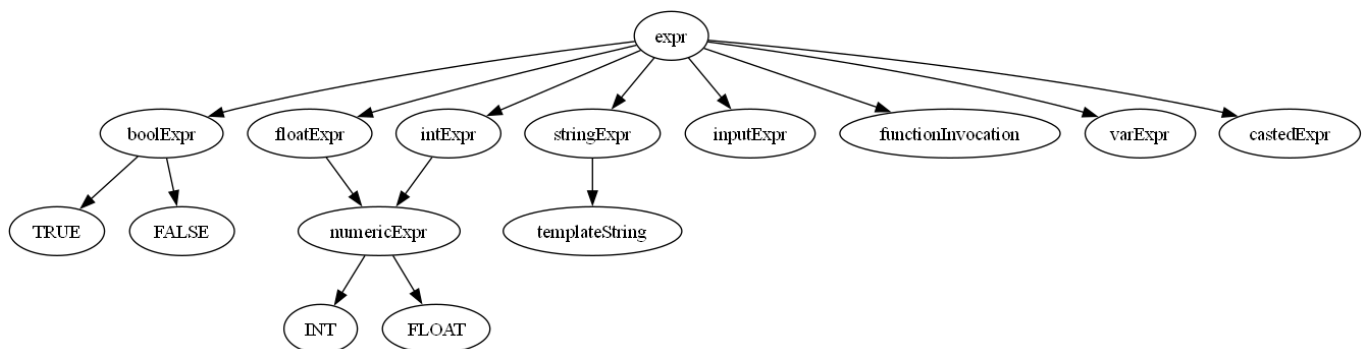 expr
boolExpr floatExpr intExpr stringExpr inputExpr functionInvocation varExpr castedExpr
TRUE FALSE numericExpr templateString
INT FLOAT